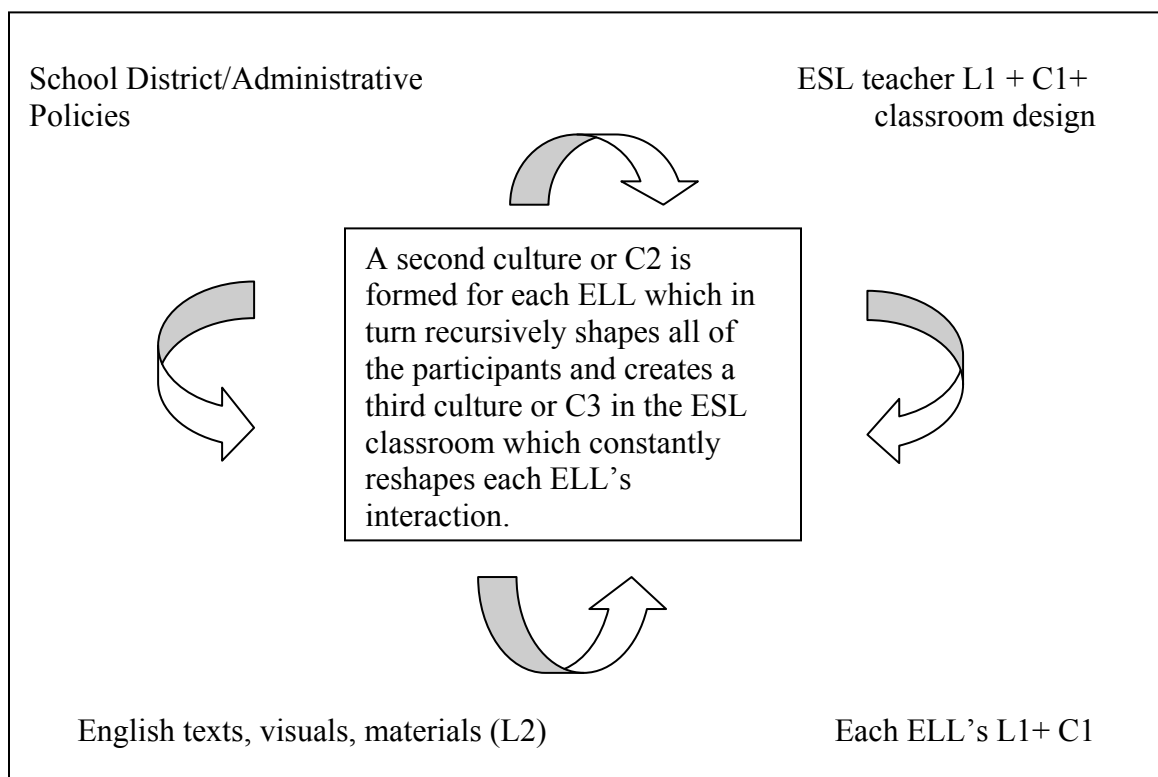 School District/Administrative
Policies
ESL teacher L1 + C1+
classroom design
A second culture or C2 is
formed for each ELL which in
turn recursively shapes all of
the participants and creates a
third culture or C3 in the ESL
classroom which constantly
reshapes each ELL’s
interaction.
English texts, visuals, materials (L2)
Each ELL’s L1+ C1